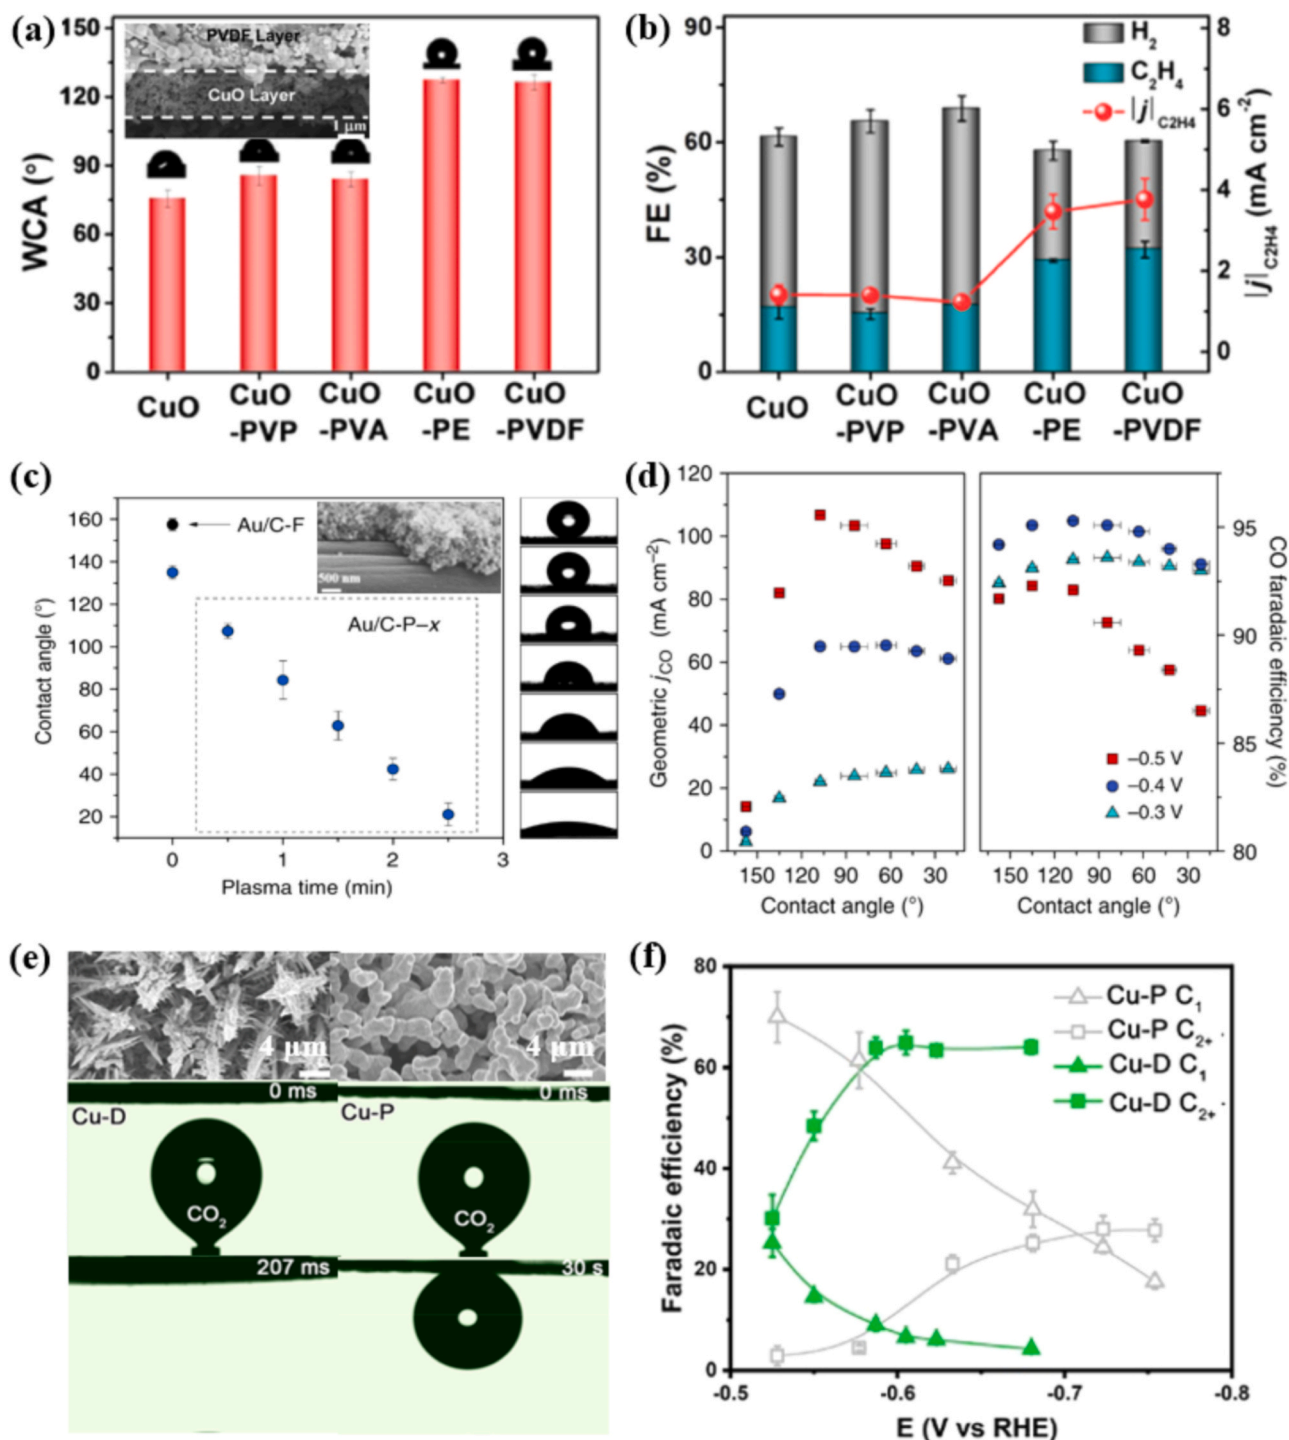 (a)
150
120
90
60
30
0
WCA (°)
PVDF Layer
CuO Layer
1 μm
CuO
CuO
-PVP
CuO
-PVA
CuO
-PE
CuO
-PVDF
(b)
90
60
30
0
FE (%)
H2
C2H4
|j| C2H4
8
6
4
2
0
|j| C2H4 (mA cm-2)
CuO
CuO
-PVP
CuO
-PVA
CuO
-PE
CuO
-PVDF
(c)
160
140
120
100
80
60
40
20
Contact angle (°)
Au/C-F
500 nm
Au/C-P–x
0
1
2
3
Plasma time (min)
(d)
120
100
80
60
40
20
0
Geometric jCO (mA cm−2)
150
120
90
60
30
Contact angle (°)
150
120
90
60
30
Contact angle (°)
95
90
85
80
CO faradaic efficiency (%)
–0.5 V
–0.4 V
–0.3 V
(e)
4 μm
4 μm
0 ms
0 ms
Cu-D
Cu-P
CO2
CO2
207 ms
30 s
(f)
80
60
40
20
0
Faradaic efficiency (%)
Cu-P C1
Cu-P C2+
Cu-D C1
Cu-D C2+
-0.5
-0.6
-0.7
-0.8
E (V vs RHE)